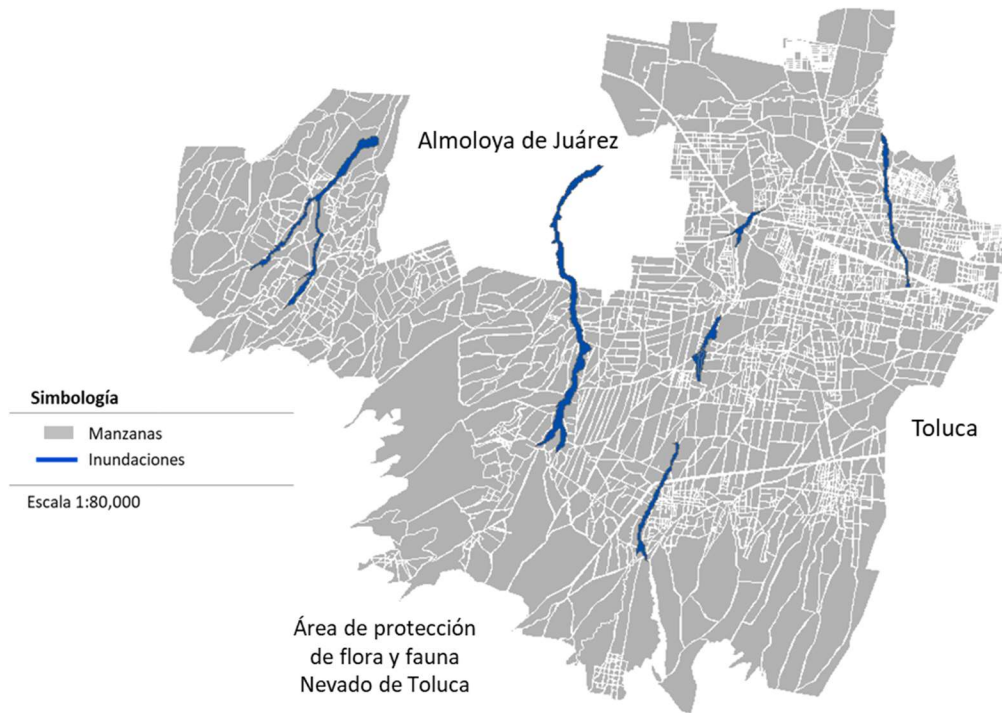 Almoloya de Juárez
Simbología
Manzanas
Inundaciones
Escala 1:80,000
Toluca
Área de protección
de flora y fauna
Nevado de Toluca